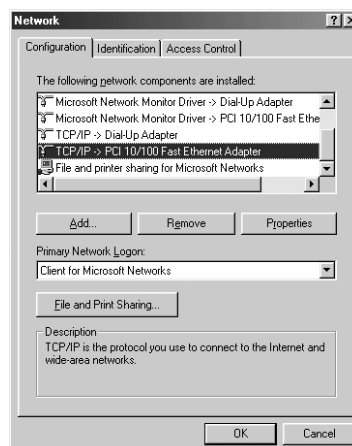 Network
Configuration Identification Access Control
The following network components are installed:
Microsoft Network Monitor Driver -> Dial-Up Adapter
Microsoft Network Monitor Driver -> PCI 10/100 Fast Ethe
TCP/IP -> Dial-Up Adapter
TCP/IP -> PCI 10/100 Fast Ethernet Adapter
File and printer sharing for Microsoft Networks
Add... Remove Properties
Primary Network Logon:
Client for Microsoft Networks
File and Print Sharing...
Description
TCP/IP is the protocol you use to connect to the Internet and
wide-area networks.
OK Cancel